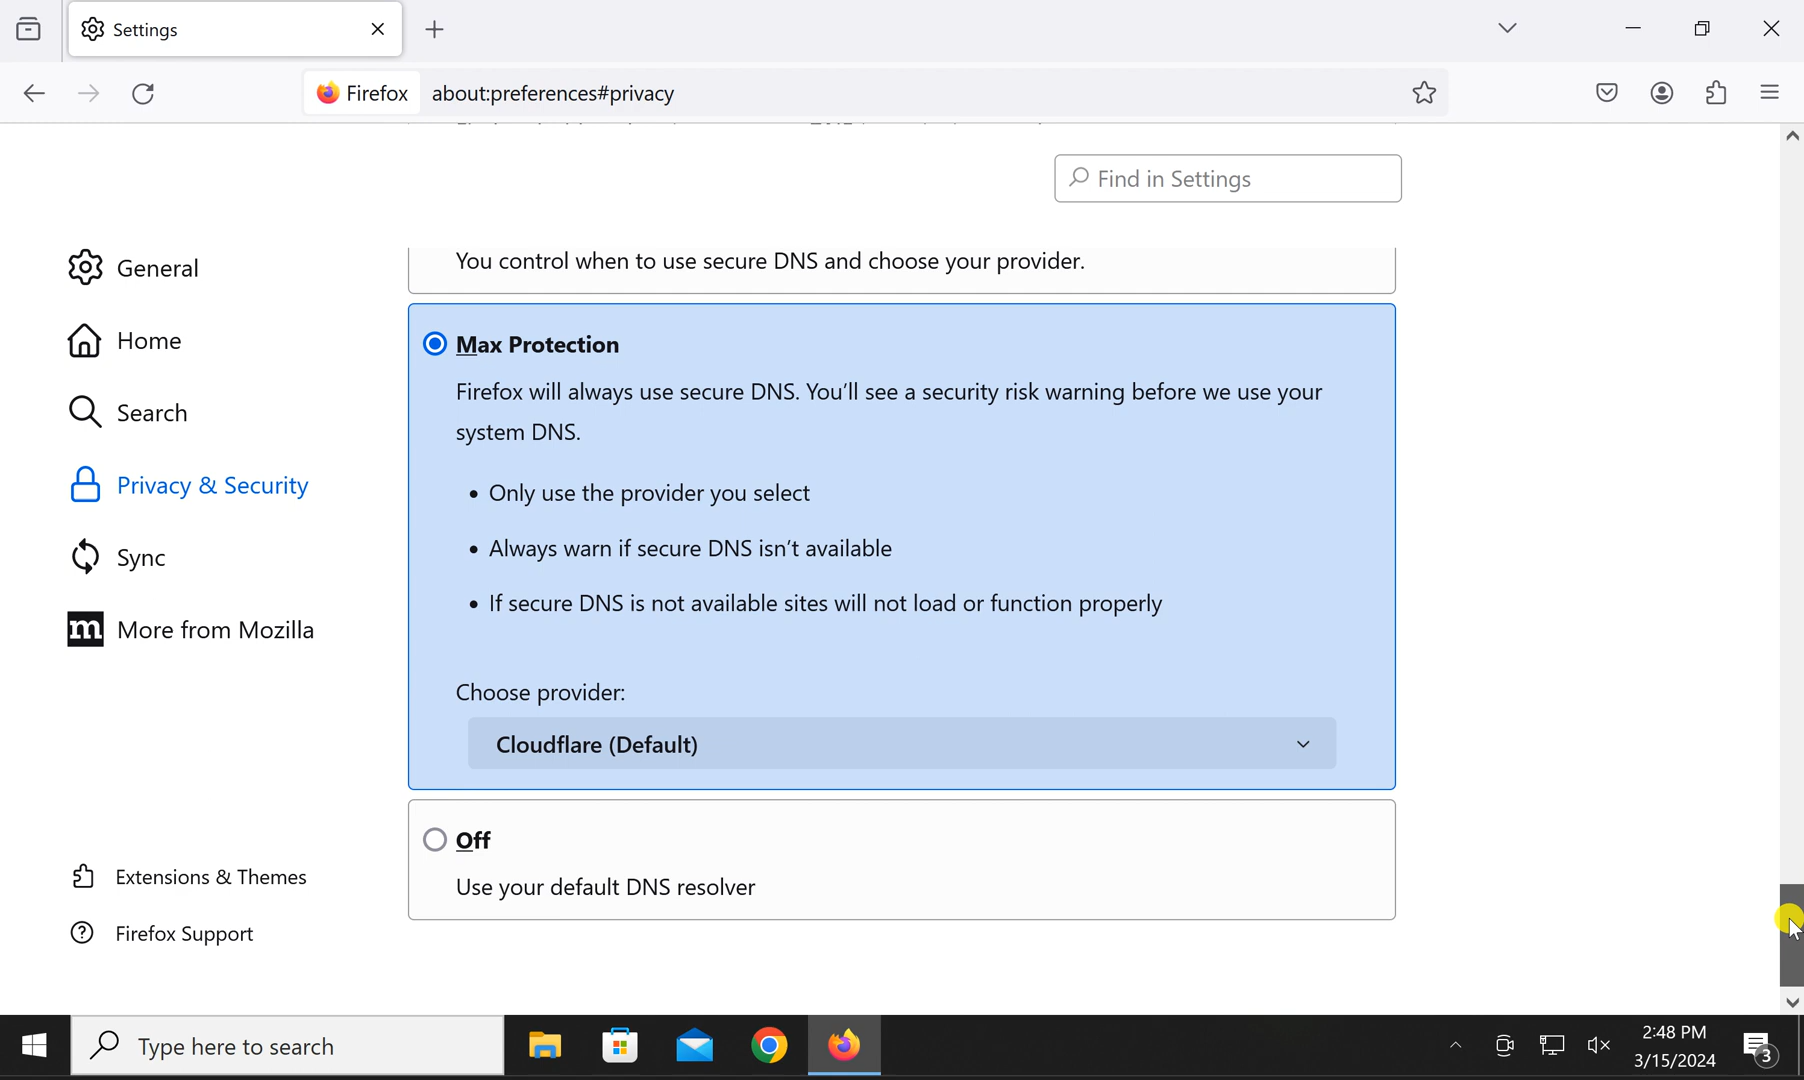 Settings
Firefox
about:preferences#privacy
Find in Settings
General
Home
Search
Privacy & Security
Sync
m More from Mozilla
Extensions & Themes
Firefox Support
You control when to use secure DNS and choose your provider.
Max Protection
Firefox will always use secure DNS. You’ll see a security risk warning before we use your
system DNS.
• Only use the provider you select
• Always warn if secure DNS isn’t available
• If secure DNS is not available sites will not load or function properly
Choose provider:
Cloudflare (Default)
Off
Use your default DNS resolver
Type here to search
2:48 PM
3/15/2024
3